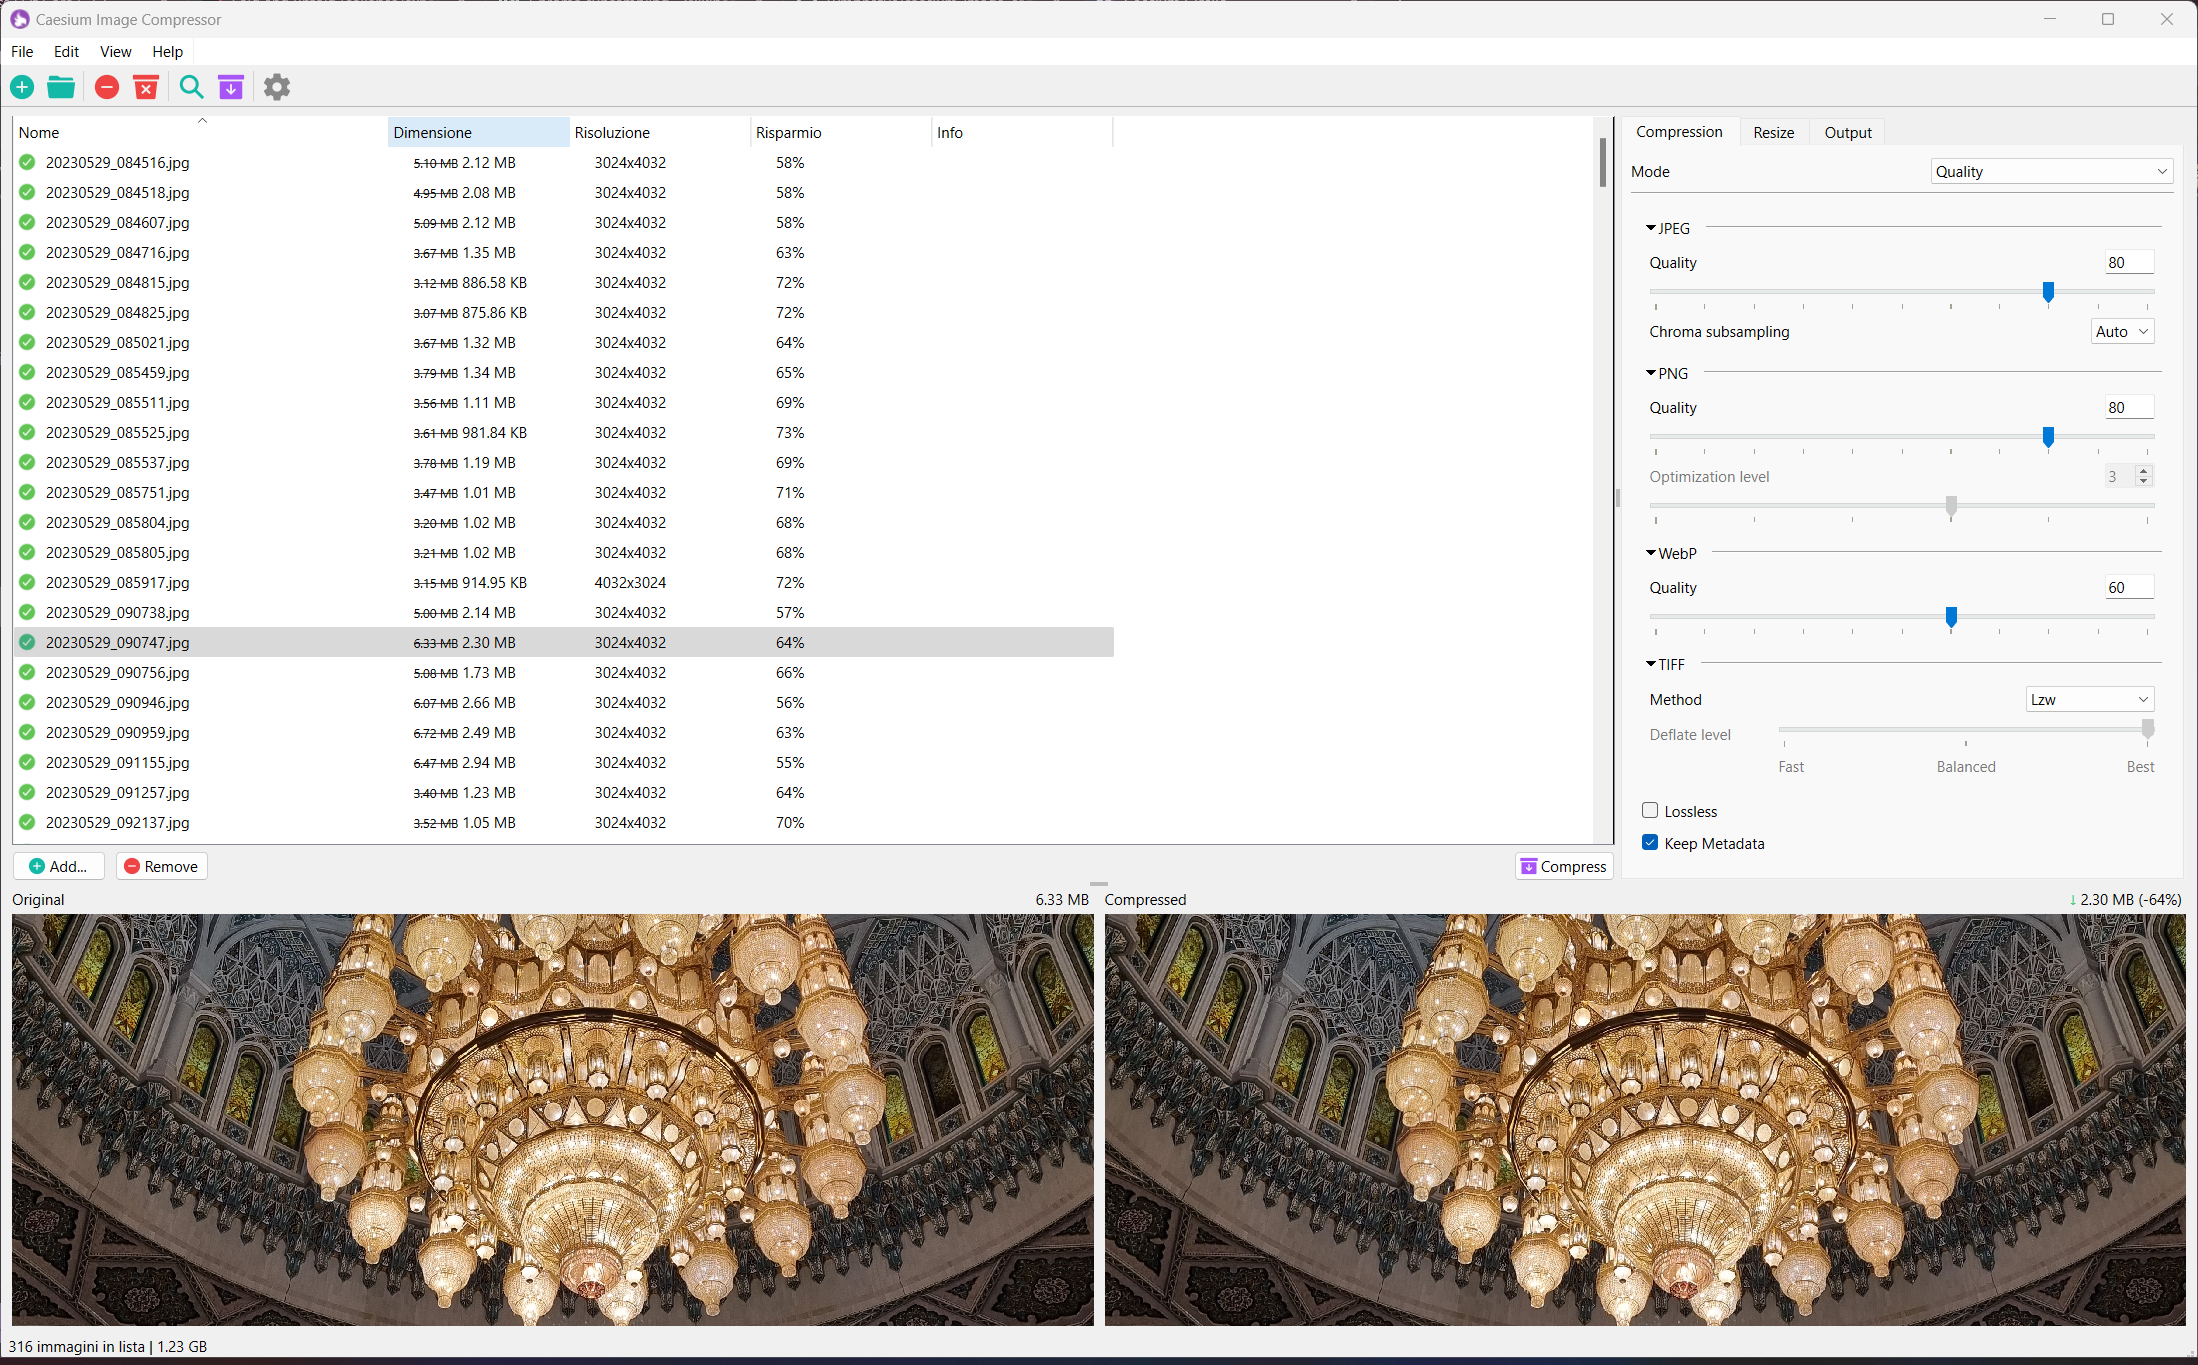 Caesium Image Compressor
File Edit View Help
Nome Dimensione Risoluzione Risparmio Info
20230529_084516.jpg 5.10 MB 2.12 MB 3024x4032 58%
20230529_084518.jpg 4.95 MB 2.08 MB 3024x4032 58%
20230529_084607.jpg 5.09 MB 2.12 MB 3024x4032 58%
20230529_084716.jpg 3.67 MB 1.35 MB 3024x4032 63%
20230529_084815.jpg 3.12 MB 886.58 KB 3024x4032 72%
20230529_084825.jpg 3.07 MB 875.86 KB 3024x4032 72%
20230529_085021.jpg 3.67 MB 1.32 MB 3024x4032 64%
20230529_085459.jpg 3.79 MB 1.34 MB 3024x4032 65%
20230529_085511.jpg 3.56 MB 1.11 MB 3024x4032 69%
20230529_085525.jpg 3.61 MB 981.84 KB 3024x4032 73%
20230529_085537.jpg 3.78 MB 1.19 MB 3024x4032 69%
20230529_085751.jpg 3.47 MB 1.01 MB 3024x4032 71%
20230529_085804.jpg 3.20 MB 1.02 MB 3024x4032 68%
20230529_085805.jpg 3.21 MB 1.02 MB 3024x4032 68%
20230529_085917.jpg 3.15 MB 914.95 KB 4032x3024 72%
20230529_090738.jpg 5.00 MB 2.14 MB 3024x4032 57%
20230529_090747.jpg 6.33 MB 2.30 MB 3024x4032 64%
20230529_090756.jpg 5.08 MB 1.73 MB 3024x4032 66%
20230529_090946.jpg 6.07 MB 2.66 MB 3024x4032 56%
20230529_090959.jpg 6.72 MB 2.49 MB 3024x4032 63%
20230529_091155.jpg 6.47 MB 2.94 MB 3024x4032 55%
20230529_091257.jpg 3.40 MB 1.23 MB 3024x4032 64%
20230529_092137.jpg 3.52 MB 1.05 MB 3024x4032 70%
Add... Remove Compress
Compression Resize Output
Mode Quality
JPEG
Quality 80
Chroma subsampling Auto
PNG
Quality 80
Optimization level 3
WebP
Quality 60
TIFF
Method Lzw
Deflate level
Fast Balanced Best
Lossless
Keep Metadata
Original 6.33 MB
Compressed ↓ 2.30 MB (-64%)
316 immagini in lista | 1.23 GB